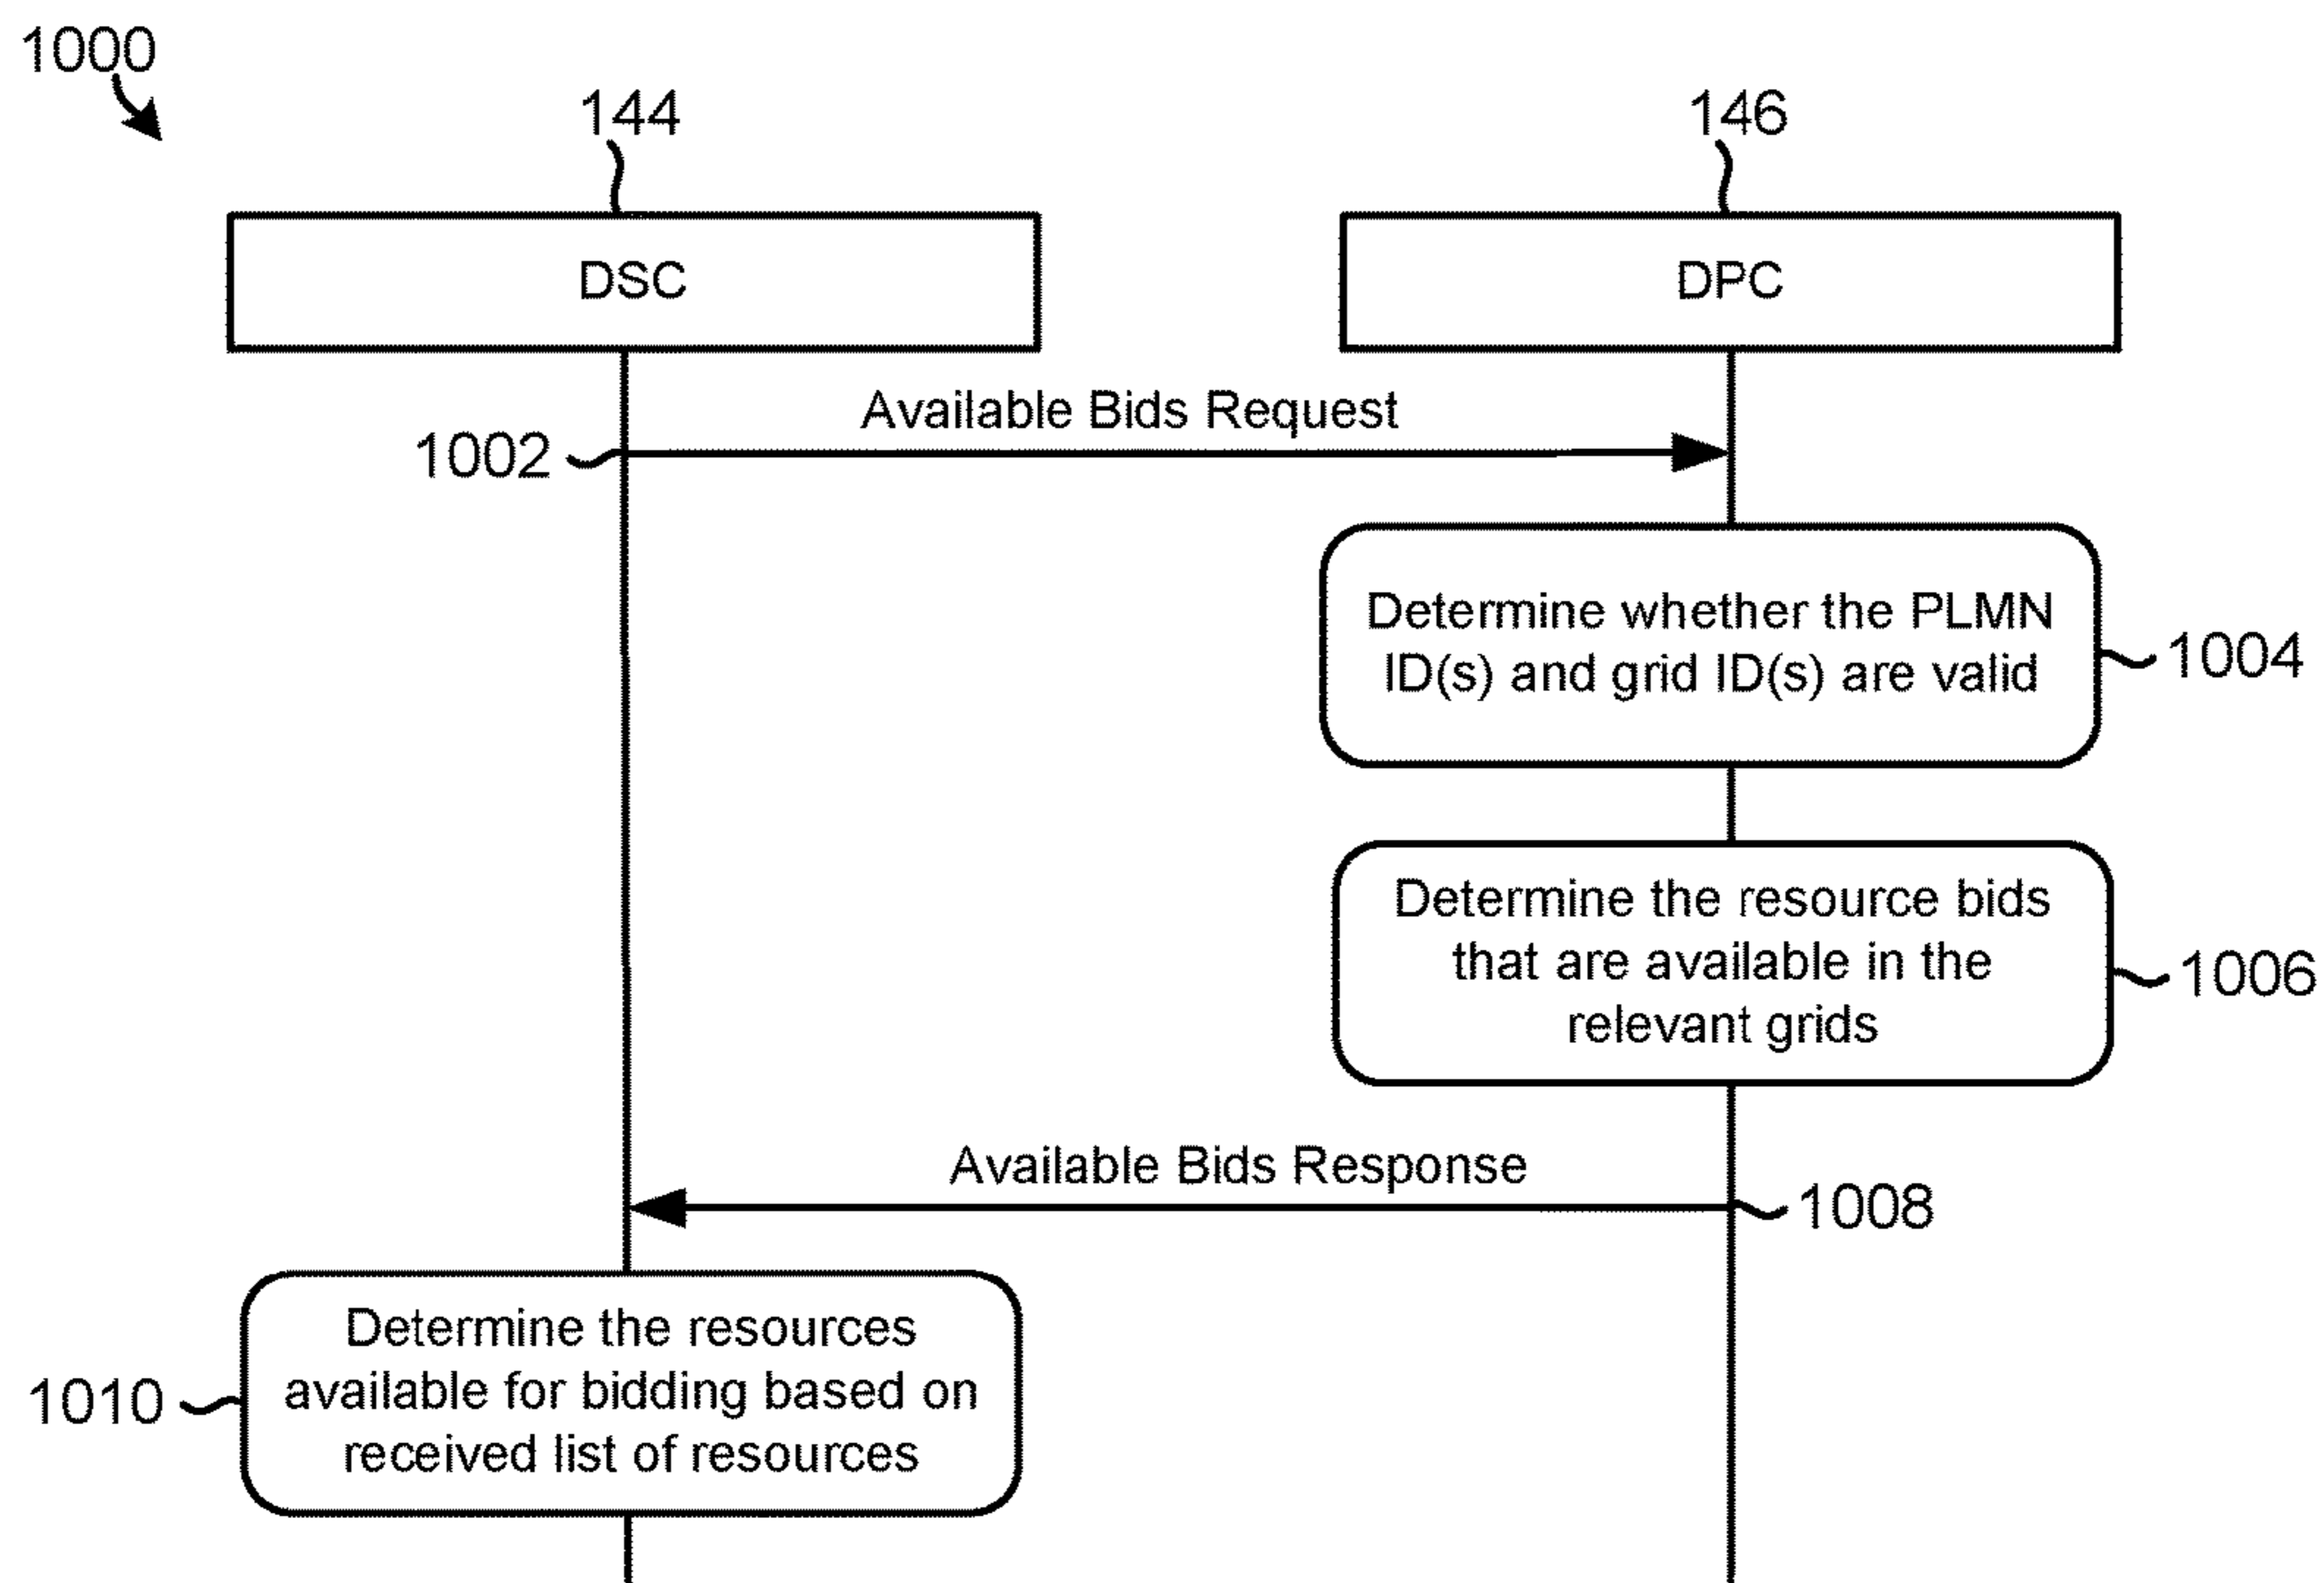 1000
144
146
DSC
DPC
Available Bids Request
1002
Determine whether the PLMN
ID(s) and grid ID(s) are valid
1004
Determine the resource bids
that are available in the
relevant grids
1006
Available Bids Response
1008
Determine the resources
available for bidding based on
received list of resources
1010